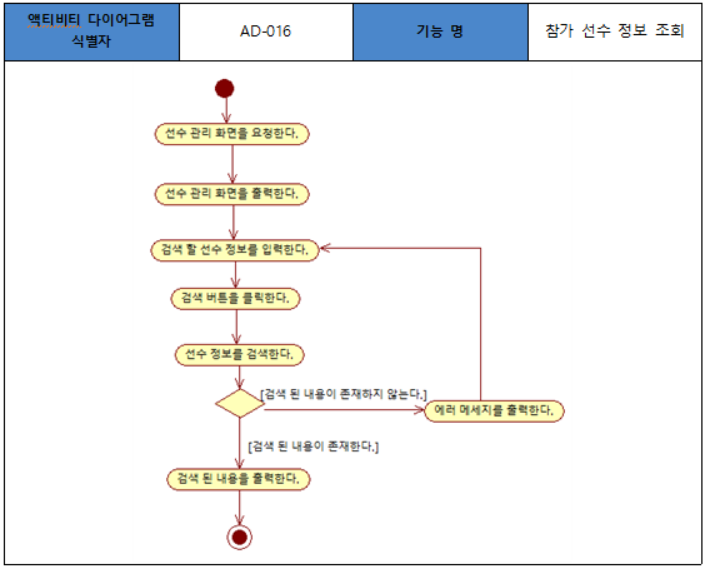 액티비티 다이어그램
식별자
AD-016
기능 명
참가 선수 정보 조회
선수 관리 화면을 요청한다.
선수 관리 화면을 출력한다.
검색 할 선수 정보를 입력한다.
검색 버튼을 클릭한다.
선수 정보를 검색한다.
[검색 된 내용이 존재하지 않는다.]
에러 메세지를 출력한다.
[검색 된 내용이 존재한다.]
검색 된 내용을 출력한다.